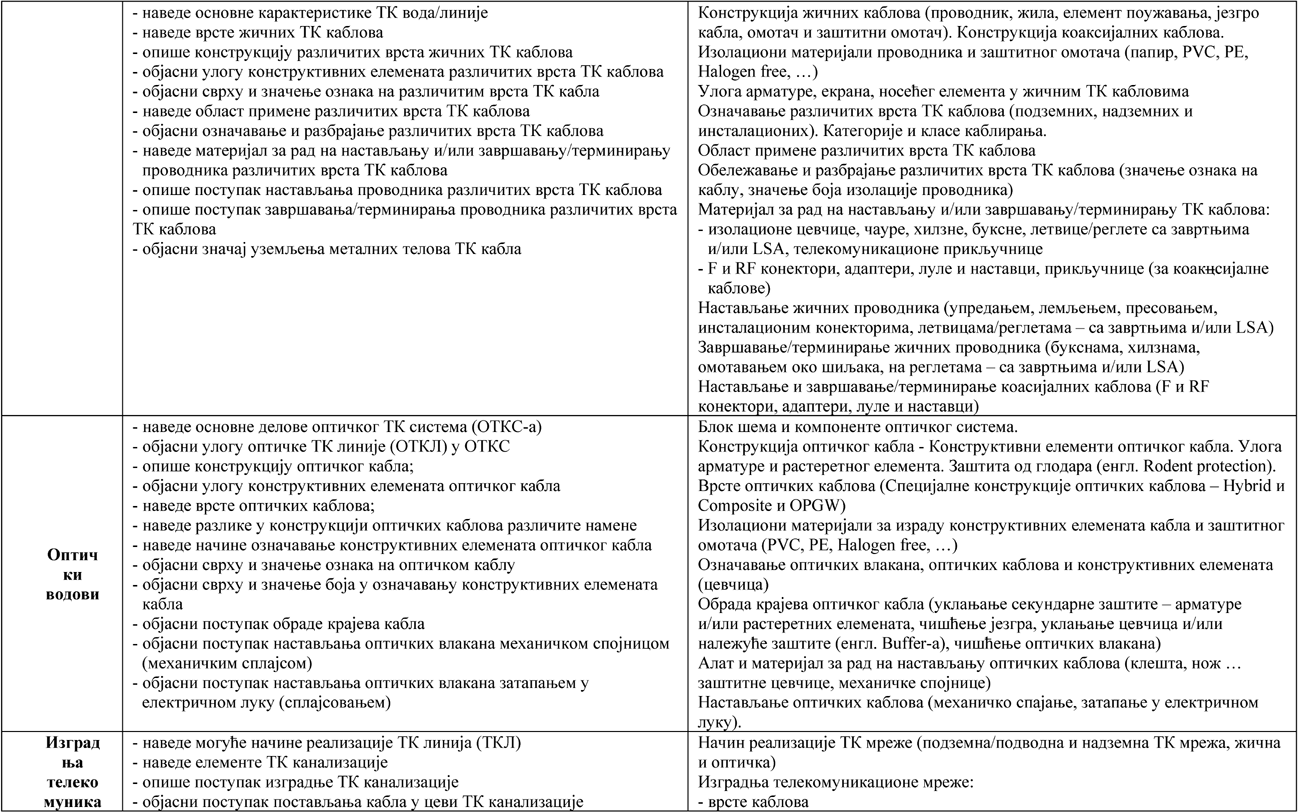 - наведе основне карактеристике ТК вода/линије
- наведе врсте жичних ТК каблова
- опише конструкцију различитих врста жичних ТК каблова
- објасни улогу конструктивних елемената различитих врста ТК каблова
- објасни сврху и значење ознака на различитим врста ТК кабла
- наведе област примене различитих врста ТК каблова
- објасни означавање и разбрајање различитих врста ТК каблова
- наведе материјал за рад на настављању и/или завршавању/терминирању
проводника различитих врста ТК каблова
- опише поступак настављања проводника различитих врста ТК каблова
- опише поступак завршавања/терминирања проводника различитих врста
ТК каблова
- објасни значај уземљења металних телова ТК кабла
Конструкција жичних каблова (проводник, жила, елемент поужавања, језгро
кабла, омотач и заштитни омотач). Конструкција коаксијалних каблова.
Изолациони материјали проводника и заштитног омотача (папир, PVC, PE,
Halogen free, …)
Улога арматуре, екрана, носећег елемента у жичним ТК кабловима
Означавање различитих врста ТК каблова (подземних, надземних и
инсталационих). Категорије и класе каблирања.
Област примене различитих врста ТК каблова
Обележавање и разбрајање различитих врста ТК каблова (значење ознака на
каблу, значење боја изолације проводника)
Материјал за рад на настављању и/или завршавању/терминирању ТК каблова:
- изолационе цевчице, чауре, хилзне, буксне, летвице/реглете са завртњима
и/или LSA, телекомуникационе прикључнице
- F и RF конектори, адаптери, луле и наставци, прикључнице (за коакңсијалне
каблове)
Настављање жичних проводника (упредањем, лемљењем, пресовањем,
инсталационим конекторима, летвицама/реглетама – са завртњима и/или LSA)
Завршавање/терминирање жичних проводника (букснама, хилзнама,
омотавањем око шиљака, на реглетама – са завртњима и/или LSA)
Настављање и завршавање/терминирање коасијалних каблова (F и RF
конектори, адаптери, луле и наставци)
Оптич
ки
водови
- наведе основне делове оптичког ТК система (ОТКС-а)
- објасни улогу оптичке ТК линије (ОТКЛ) у ОТКС
- опише конструкцију оптичког кабла;
- објасни улогу конструктивних елемената оптичког кабла
- наведе врсте оптичких каблова;
- наведе разлике у конструкцији оптичких каблова различите намене
- наведе начине означавање конструктивних елемената оптичког кабла
- објасни сврху и значење ознака на оптичком каблу
- објасни сврху и значење боја у означавању конструктивних елемената
кабла
- објасни поступак обраде крајева кабла
- објасни поступак настављања оптичких влакана механичком спојницом
(механичким сплајсом)
- објасни поступак настављања оптичких влакана затапањем у
електричном луку (сплајсовањем)
Блок шема и компоненте оптичког система.
Конструкција оптичког кабла - Конструктивни елементи оптичког кабла. Улога
арматуре и растеретног елемента. Заштита од глодара (енгл. Rodent protection).
Врсте оптичких каблова (Специјалне конструкције оптичких каблова – Hybrid и
Composite и OPGW)
Изолациони материјали за израду конструктивних елемената кабла и заштитног
омотача (PVC, PE, Halogen free, …)
Означавање оптичких влакана, оптичких каблова и конструктивних елемената
(цевчица)
Обрада крајева оптичког кабла (уклањање секундарне заштите – арматуре
и/или растеретних елемената, чишћење језгра, уклањање цевчица и/или
належуће заштите (енгл. Buffer-а), чишћење оптичких влакана)
Алат и материјал за рад на настављању оптичких каблова (клешта, нож …
заштитне цевчице, механичке спојнице)
Настављање оптичких каблова (механичко спајање, затапање у електричном
луку).
Изград
ња
телеко
муника
- наведе могуће начине реализације ТК линија (ТКЛ)
- наведе елементе ТК канализације
- опише поступак изградње ТК канализације
- објасни поступак постављања кабла у цеви ТК канализације
Начин реализације ТК мреже (подземна/подводна и надземна ТК мрежа, жична
и оптичка)
Изградња телекомуникационе мреже:
- врсте каблова